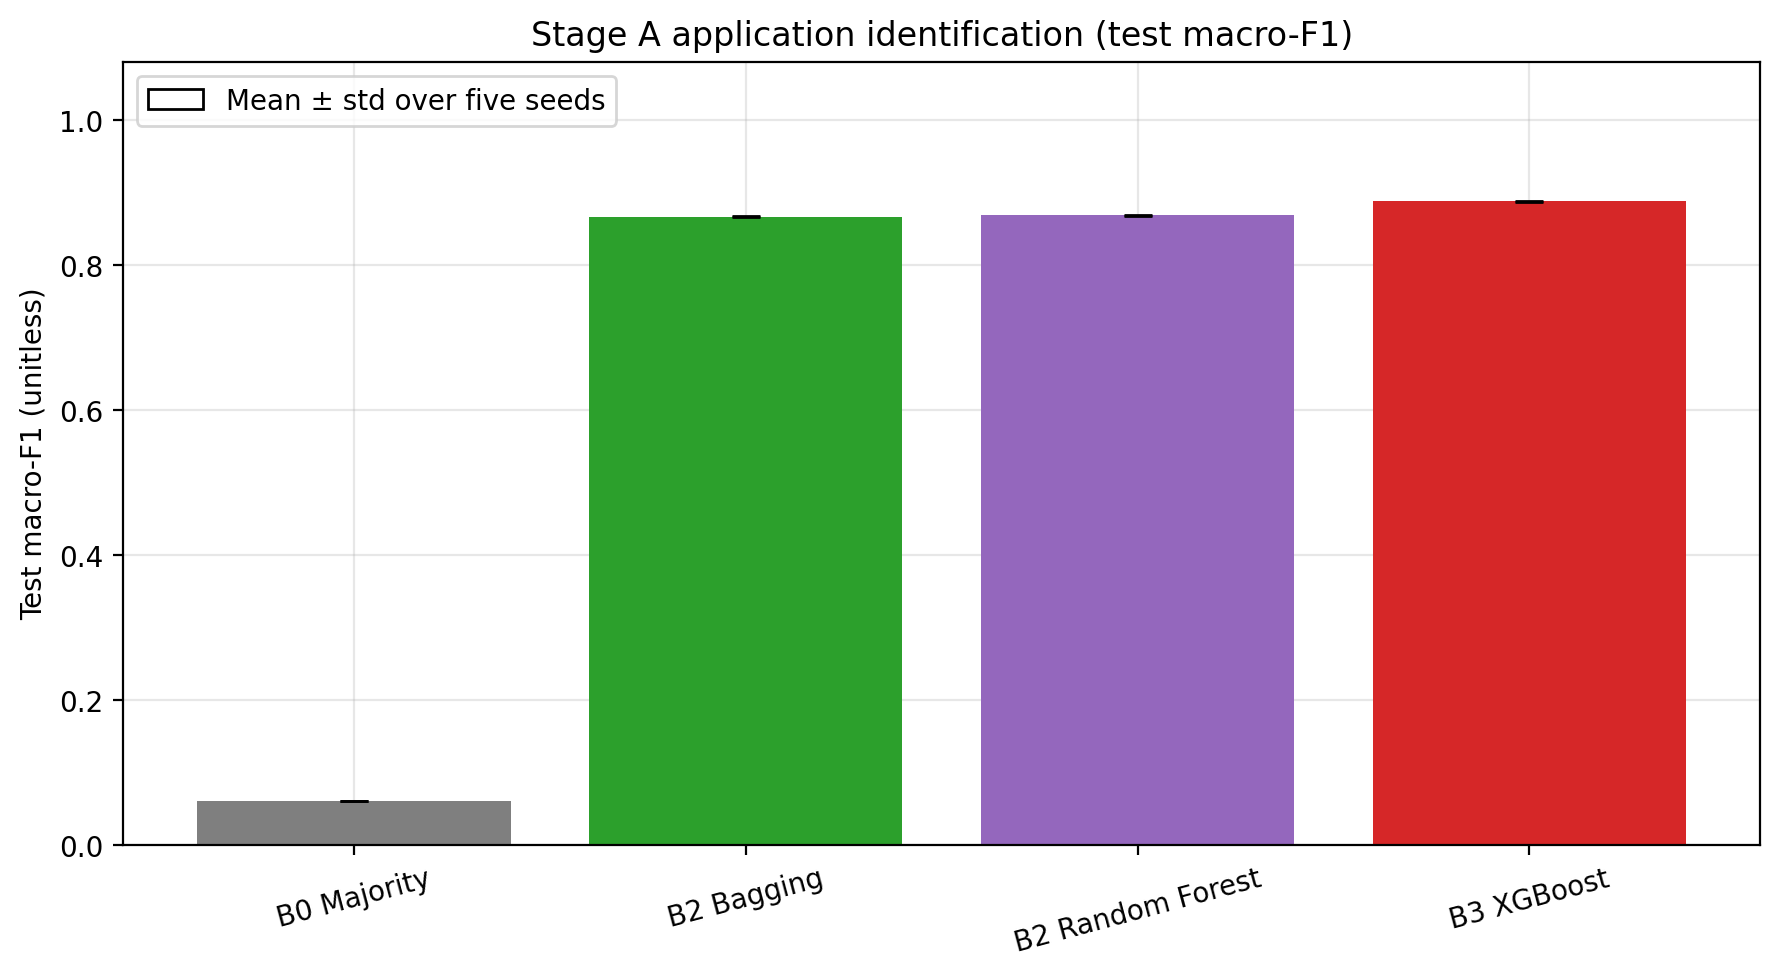 Stage A application identification (test macro-F1)
Mean ± std over five seeds
Test macro-F1 (unitless)
1.0
0.8
0.6
0.4
0.2
0.0
B0 Majority
B2 Bagging
B2 Random Forest
B3 XGBoost